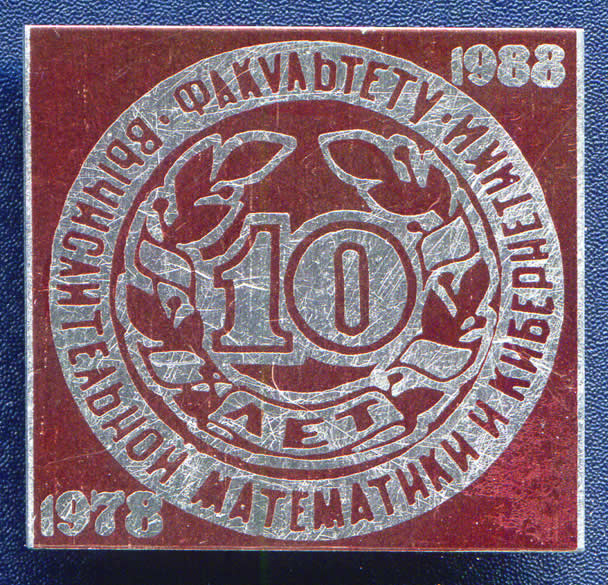 1988
ФАКУЛЬТЕТУ · ВЫЧИСЛИТЕЛЬНОЙ МАТЕМАТИКИ И КИБЕРНЕТИКИ ·
10
ЛЕТ
1978